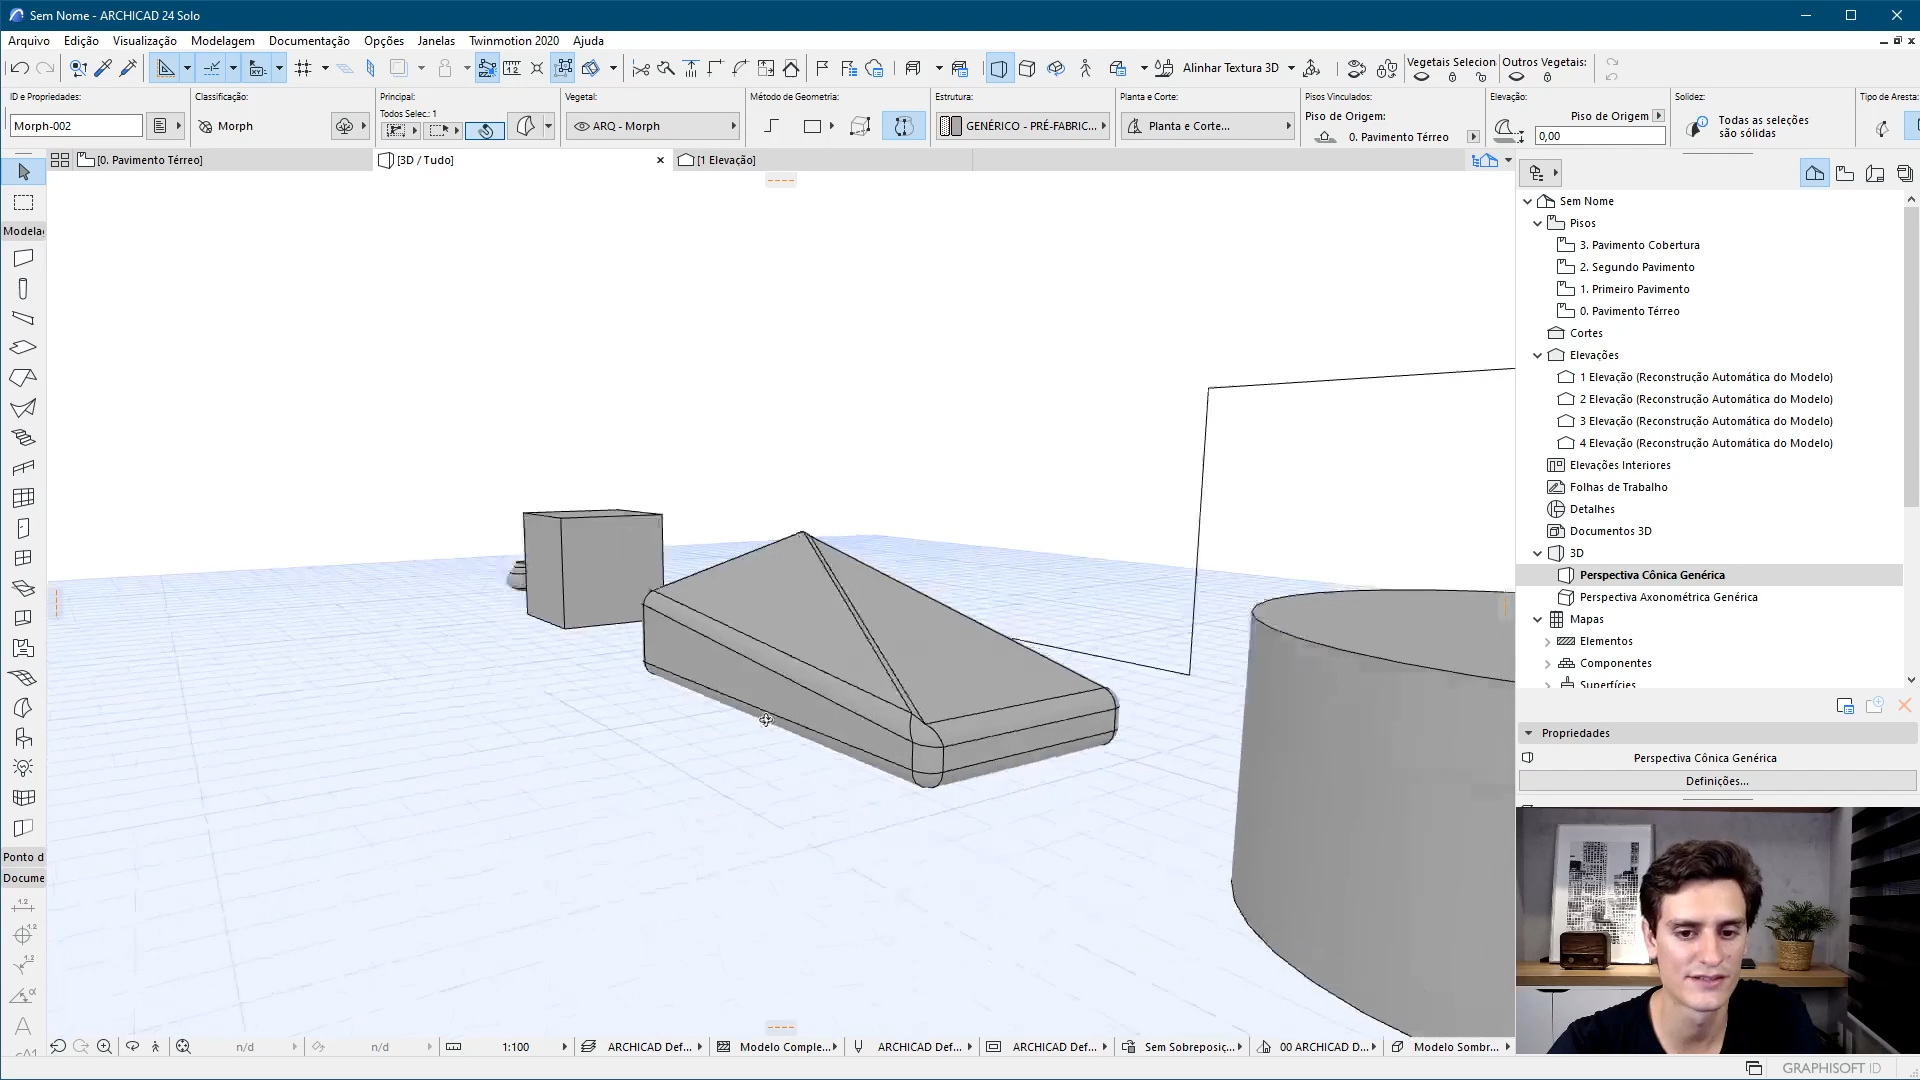 Sem Nome - ARCHICAD 24 Solo
Arquivo Edição Visualização Modelagem Documentação Opções Janelas Twinmotion 2020 Ajuda
Alinhar Textura 3D
Vegetais Selecion
Outros Vegetais:
ID e Propriedades:
Morph-002
Classificação:
Morph
Principal:
Todos Selec.: 1
Vegetal:
ARQ - Morph
Método de Geometria:
Estrutura:
GENÉRICO - PRÉ-FABRIC...
Planta e Corte:
Planta e Corte...
Pisos Vinculados:
Piso de Origem:
0. Pavimento Térreo
Elevação:
Piso de Origem
0,00
Solidez:
Todas as seleções
são sólidas
Tipo de Aresta:
[0. Pavimento Térreo]
[3D / Tudo]
[1 Elevação]
Modelaç
Ponto d
Docume
Sem Nome
Pisos
3. Pavimento Cobertura
2. Segundo Pavimento
1. Primeiro Pavimento
0. Pavimento Térreo
Cortes
Elevações
1 Elevação (Reconstrução Automática do Modelo)
2 Elevação (Reconstrução Automática do Modelo)
3 Elevação (Reconstrução Automática do Modelo)
4 Elevação (Reconstrução Automática do Modelo)
Elevações Interiores
Folhas de Trabalho
Detalhes
Documentos 3D
3D
Perspectiva Cônica Genérica
Perspectiva Axonométrica Genérica
Mapas
Elementos
Componentes
Superfícies
Propriedades
Perspectiva Cônica Genérica
Definições...
n/d
n/d
1:100
ARCHICAD Def...
Modelo Comple...
ARCHICAD Def...
ARCHICAD Def...
Sem Sobreposiç...
00 ARCHICAD D...
Modelo Sombr...
GRAPHISOFT ID